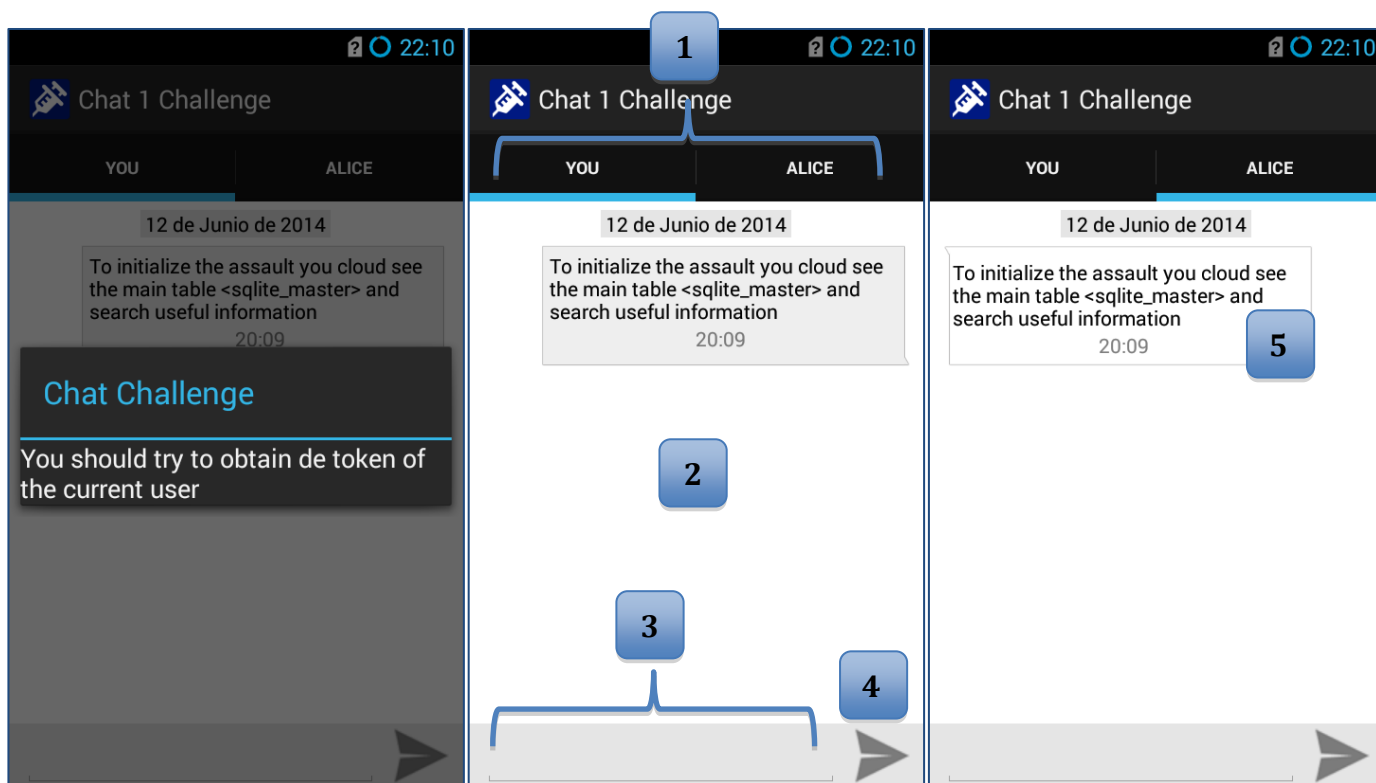 22:10
Chat 1 Challenge
YOU ALICE
12 de Junio de 2014
To initialize the assault you cloud see
the main table <sqlite_master> and
search useful information
20:09
Chat Challenge
You should try to obtain de token of
the current user
1
22:10
Chat 1 Challenge
YOU ALICE
12 de Junio de 2014
To initialize the assault you cloud see
the main table <sqlite_master> and
search useful information
20:09
2
3
4
22:10
Chat 1 Challenge
YOU ALICE
12 de Junio de 2014
To initialize the assault you cloud see
the main table <sqlite_master> and
search useful information
20:09
5